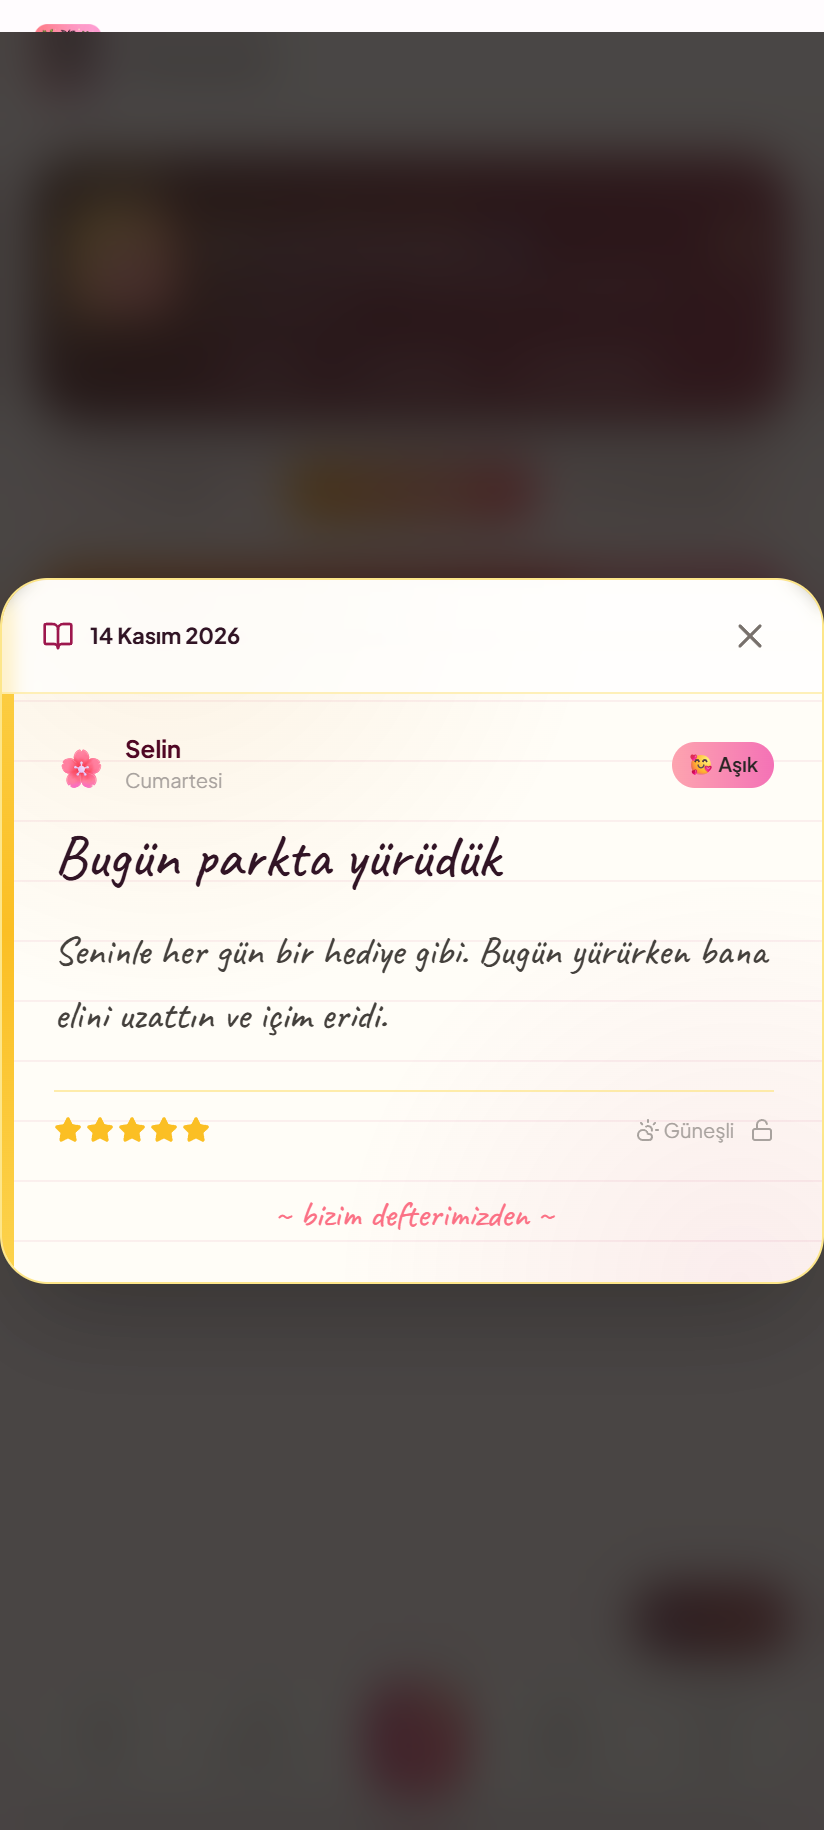 14 Kasım 2026
Selin
Cumartesi
🥰 Aşık
Bugün parkta yürüdük
Seninle her gün bir hediye gibi. Bugün yürürken bana
elini uzattın ve içim eridi.
Güneşli
~ bizim defterimizden ~